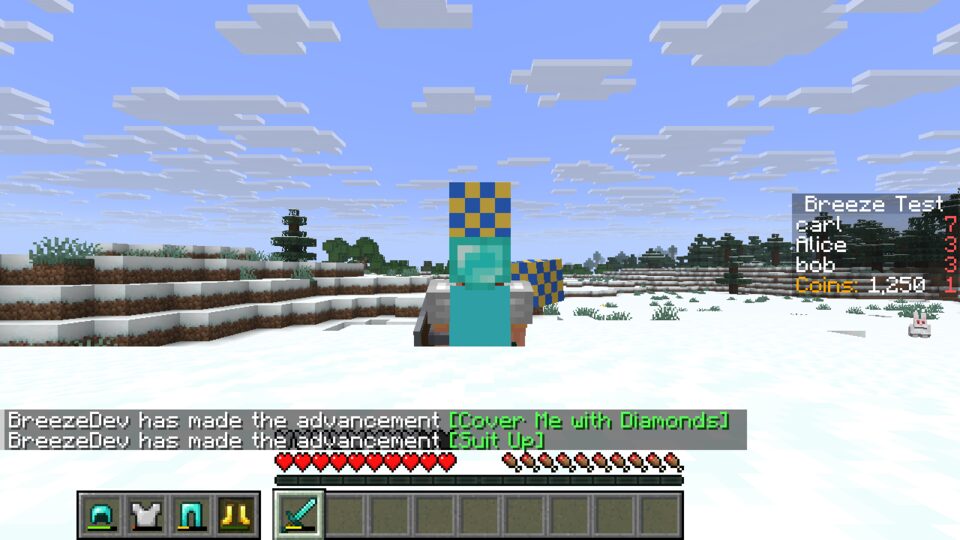 Breeze Test
carl 7
Alice 3
bob 3
Coins: 1,350 1
BreezeDev has made the advancement [Cover Me with Diamonds]
BreezeDev has made the advancement [Suit Up]